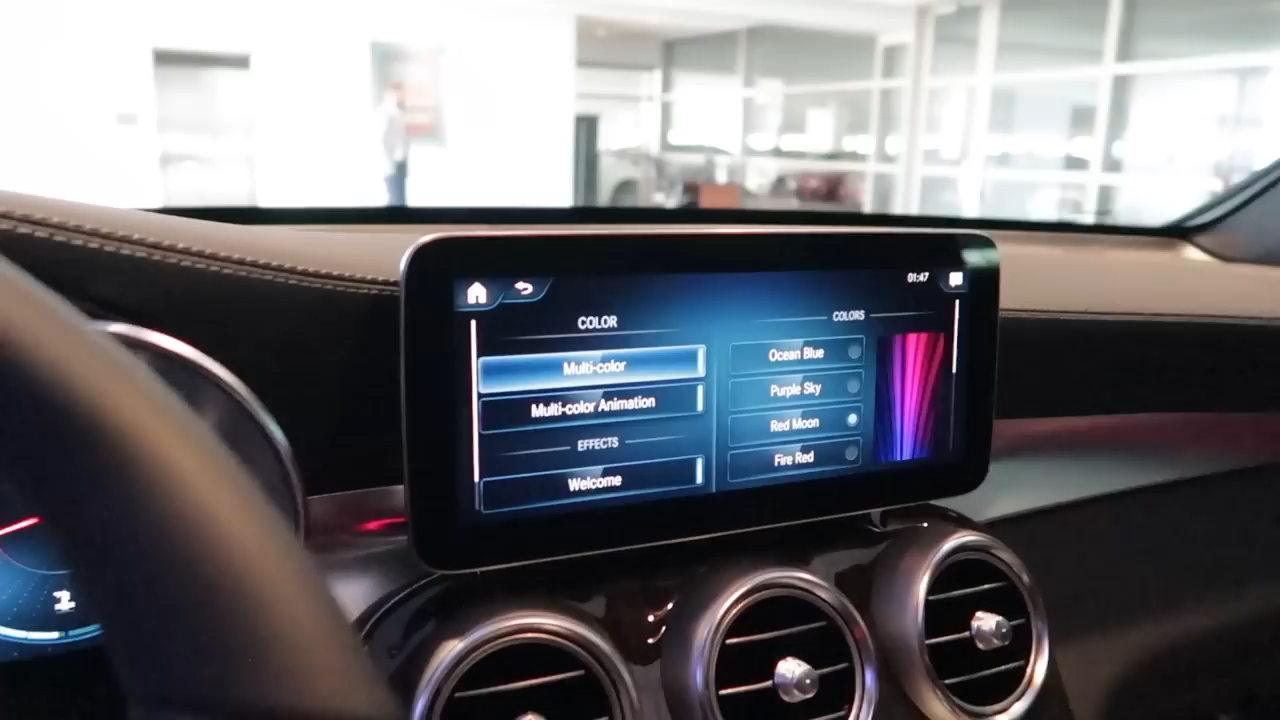 01:47
COLOR
Multi-color
Multi-color Animation
EFFECTS
Welcome
COLORS
Ocean Blue
Purple Sky
Red Moon
Fire Red
2